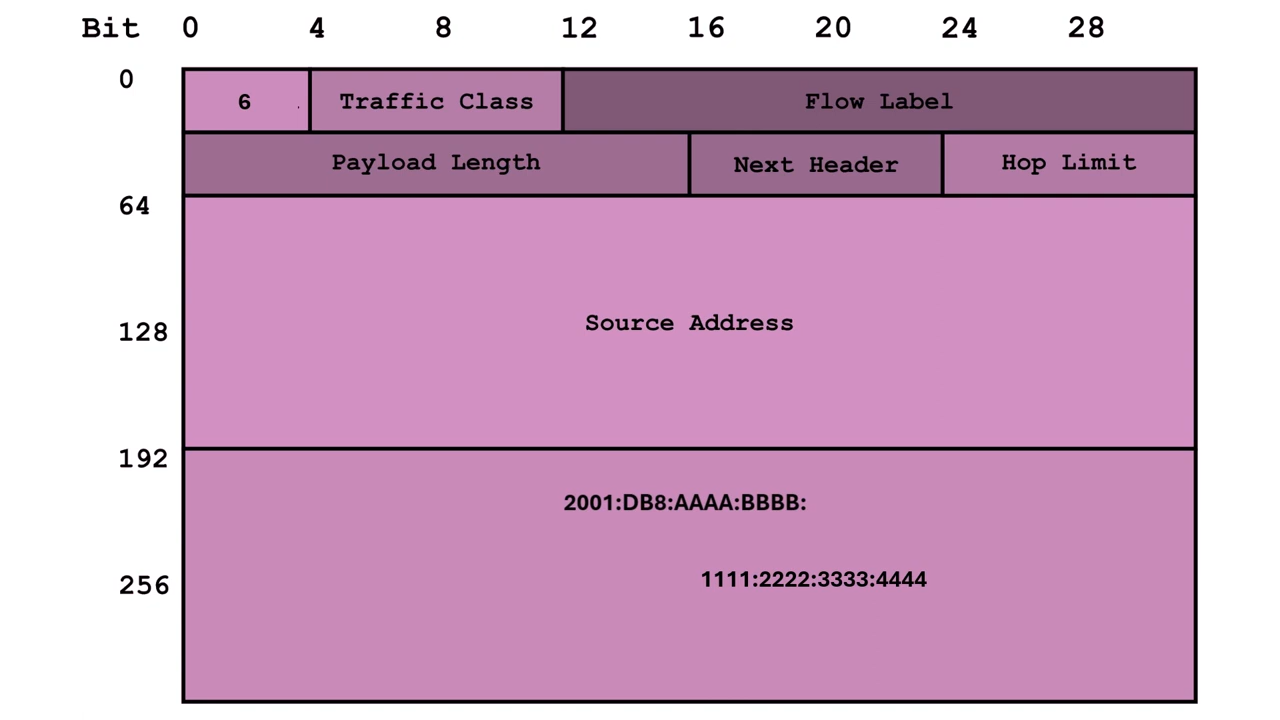 Bit 0 4 8 12 16 20 24 28
0
6 Traffic Class Flow Label
Payload Length Next Header Hop Limit
64
Source Address
128
192
2001:DB8:AAAA:BBBB:
1111:2222:3333:4444
256